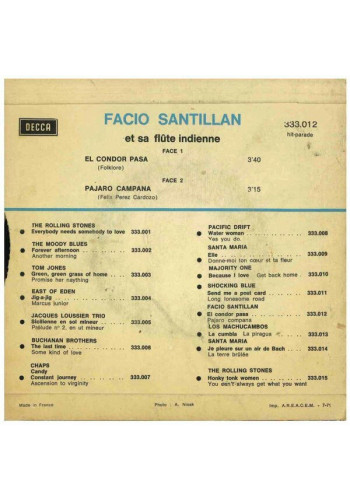 DECCA
FACIO SANTILLAN
333.012
et sa flûte indienne
hit-parade
FACE 1
EL CONDOR PASA 3'40
(Folklore)
FACE 2
PAJARO CAMPANA 3'15
(Felix Perez Cardozo)
THE ROLLING STONES
Everybody needs somebody to love 333.001
THE MOODY BLUES
Forever afternoon .... 333.002
Another morning
TOM JONES
Green, green grass of home .... 333.003
Promise her naything
EAST OF EDEN
Jig-a-jig .... 333.004
Marcus junior
JACQUES LOUSSIER TRIO
Sicilienne en sol mineur .... 333.005
Prélude n° 2, en ut mineur
BUCHANAN BROTHERS
The last time .... 333.006
Some kind of love
CHAPS
Candy
Constant journey .... 333.007
Ascension to virginity
PACIFIC DRIFT
Water woman .... 333.008
Yes you do.
SANTA MARIA
Elle .... 333.009
Donne-moi ton cœur et ta fleur
MAJORITY ONE
Because I love Get back home 333.010
SHOCKING BLUE
Send me a post card .... 333.011
Long lonesome road
FACIO SANTILLAN
El condor pasa .... 333.012
Pajaro campana
LOS MACHUCAMBOS
La cumbia La piragua .... 333.013
SANTA MARIA
Je pleure sur un air de Bach .... 333.014
La terre brûlée
THE ROLLING STONES
Honky tonk women .... 333.015
You can't always get what you want
Made in France
Photo : A. Nisak
Imp. A.R.E.A.C.E.M. - 7-71